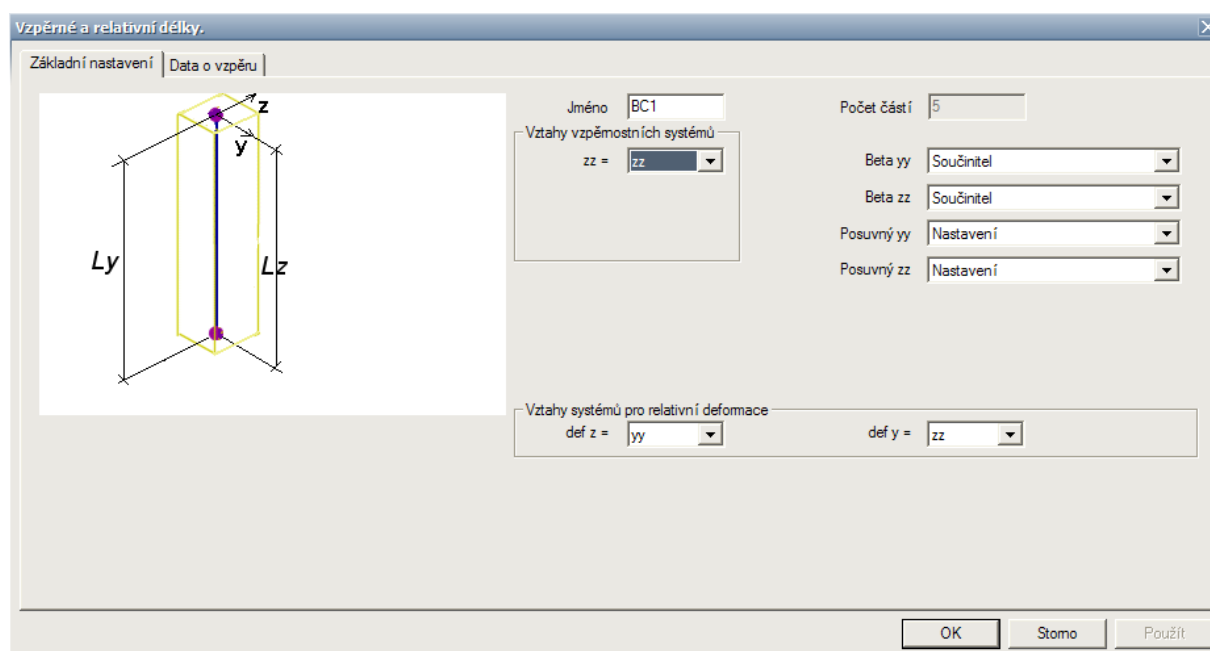 Vzpěrné a relativní délky.
Základní nastavení Data o vzpěru
z
y
Ly
Lz
Jméno BC1
Počet částí 5
Vztahy vzpěrnostních systémů
zz = zz
Beta yy Součinitel
Beta zz Součinitel
Posuvný yy Nastavení
Posuvný zz Nastavení
Vztahy systémů pro relativní deformace
def z = yy
def y = zz
OK Storno Použít